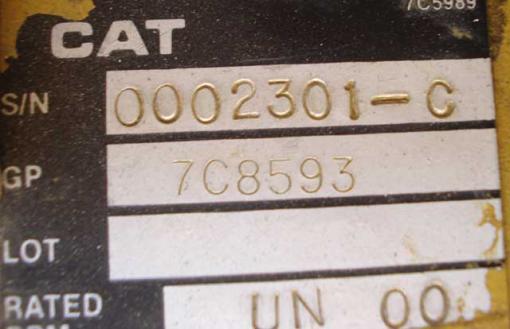 7C5989
CAT
S/N 0002301-C
GP 7C8593
LOT
RATED UN 00